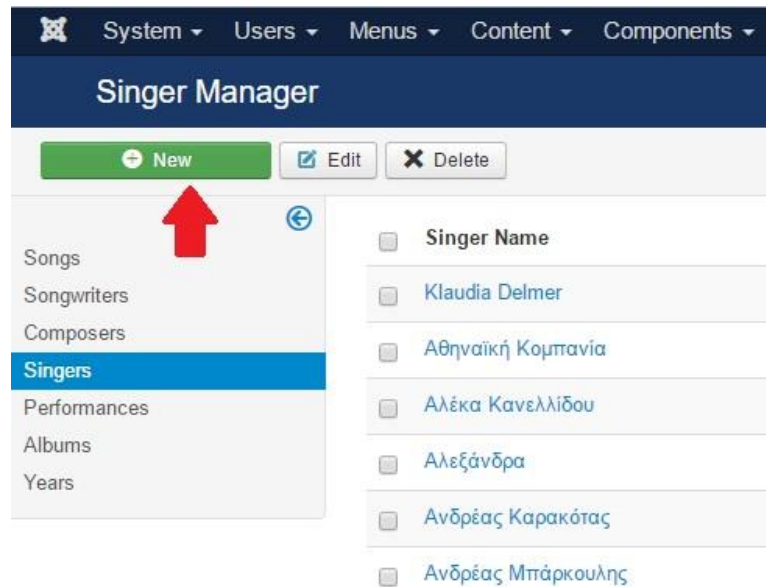 System Users Menus Content Components
Singer Manager
New Edit Delete
Songs
Songwriters
Composers
Singers
Performances
Albums
Years
Singer Name
Klaudia Delmer
Αθηναϊκή Κομπανία
Αλέκα Κανελλίδου
Αλεξάνδρα
Ανδρέας Καρακότας
Ανδρέας Μπάρκουλης